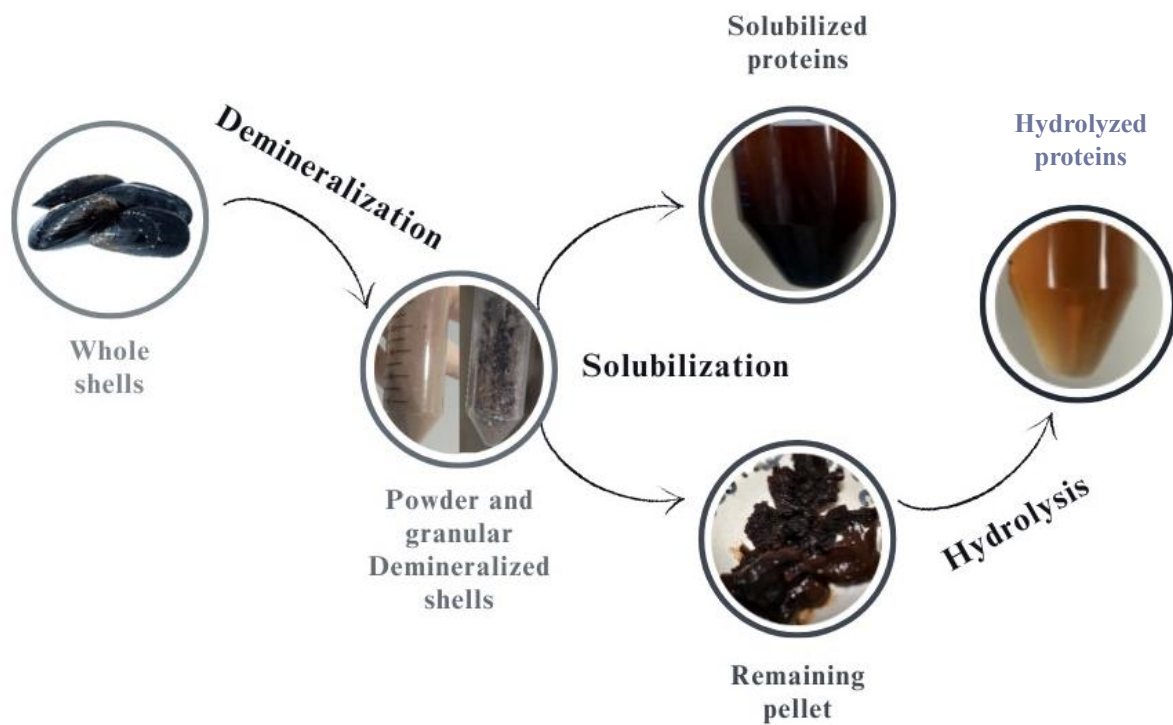 Whole
shells
Demineralization
Powder and
granular
Demineralized
shells
Solubilization
Solubilized
proteins
Remaining
pellet
Hydrolysis
Hydrolyzed
proteins